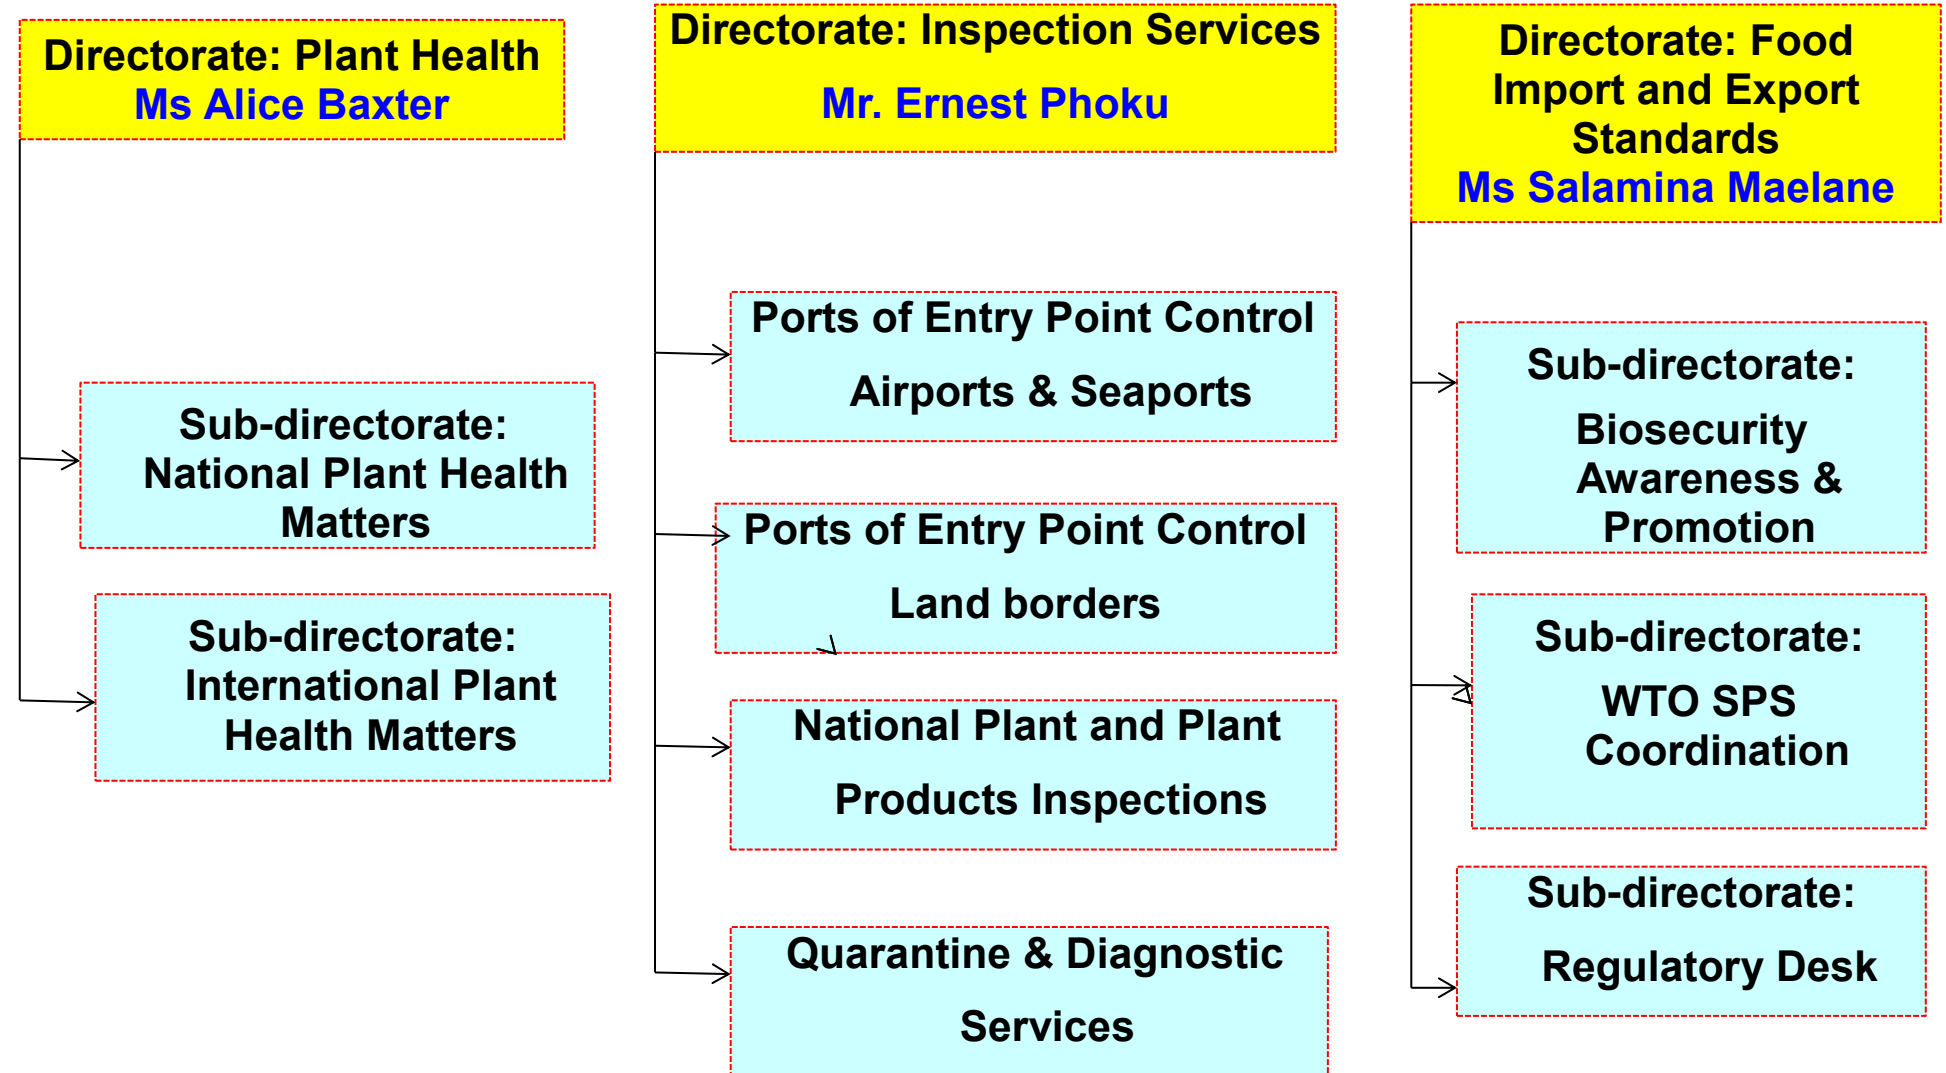 Directorate: Plant Health
Ms Alice Baxter
Sub-directorate:
National Plant Health
Matters
Sub-directorate:
International Plant
Health Matters
Directorate: Inspection Services
Mr. Ernest Phoku
Ports of Entry Point Control
Airports & Seaports
Ports of Entry Point Control
Land borders
National Plant and Plant
Products Inspections
Quarantine & Diagnostic
Services
Directorate: Food
Import and Export
Standards
Ms Salamina Maelane
Sub-directorate:
Biosecurity
Awareness &
Promotion
Sub-directorate:
WTO SPS
Coordination
Sub-directorate:
Regulatory Desk